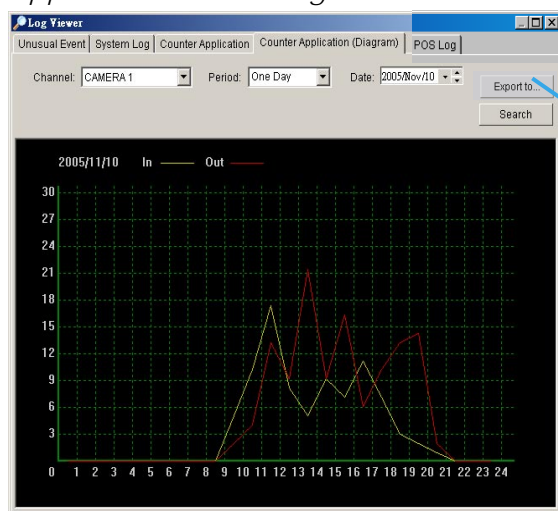 Log Viewer
Unusual Event System Log Counter Application Counter Application (Diagram) POS Log
Channel: CAMERA 1 Period: One Day Date: 2005/Nov/10
Export to...
Search
2005/11/10 In Out
30
27
24
21
18
15
12
9
6
3
0 1 2 3 4 5 6 7 8 9 10 11 12 13 14 15 16 17 18 19 20 21 22 23 24